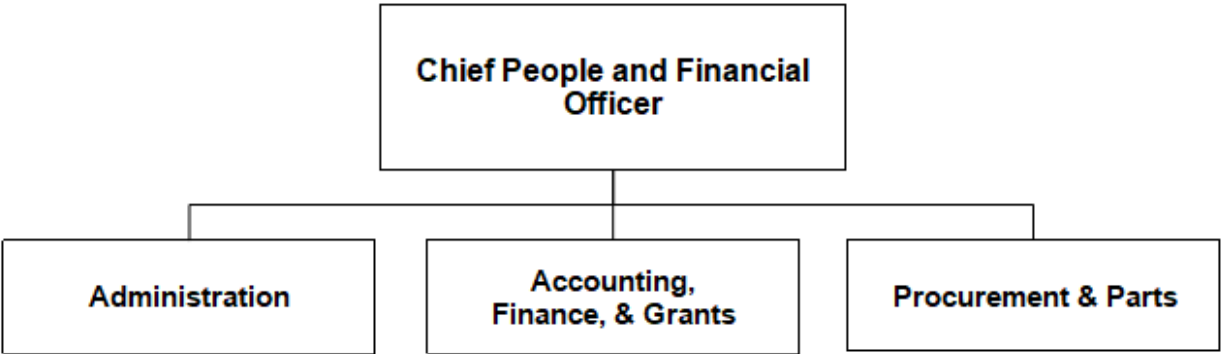 Chief People and Financial
Officer
Administration
Accounting,
Finance, & Grants
Procurement & Parts